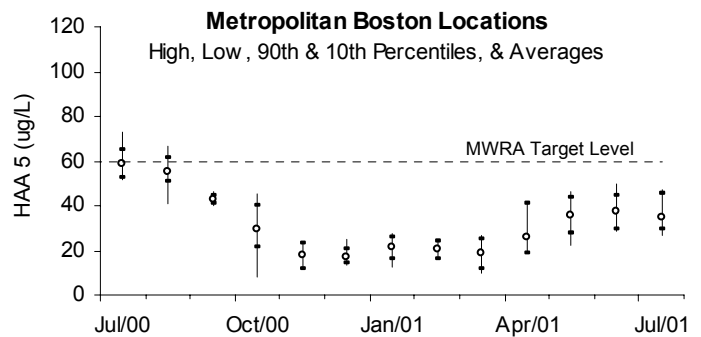 Metropolitan Boston Locations
High, Low , 90th & 10th Percentiles, & Averages
HAA 5 (ug/L)
120
100
80
60
40
20
0
MWRA Target Level
Jul/00 Oct/00 Jan/01 Apr/01 Jul/01